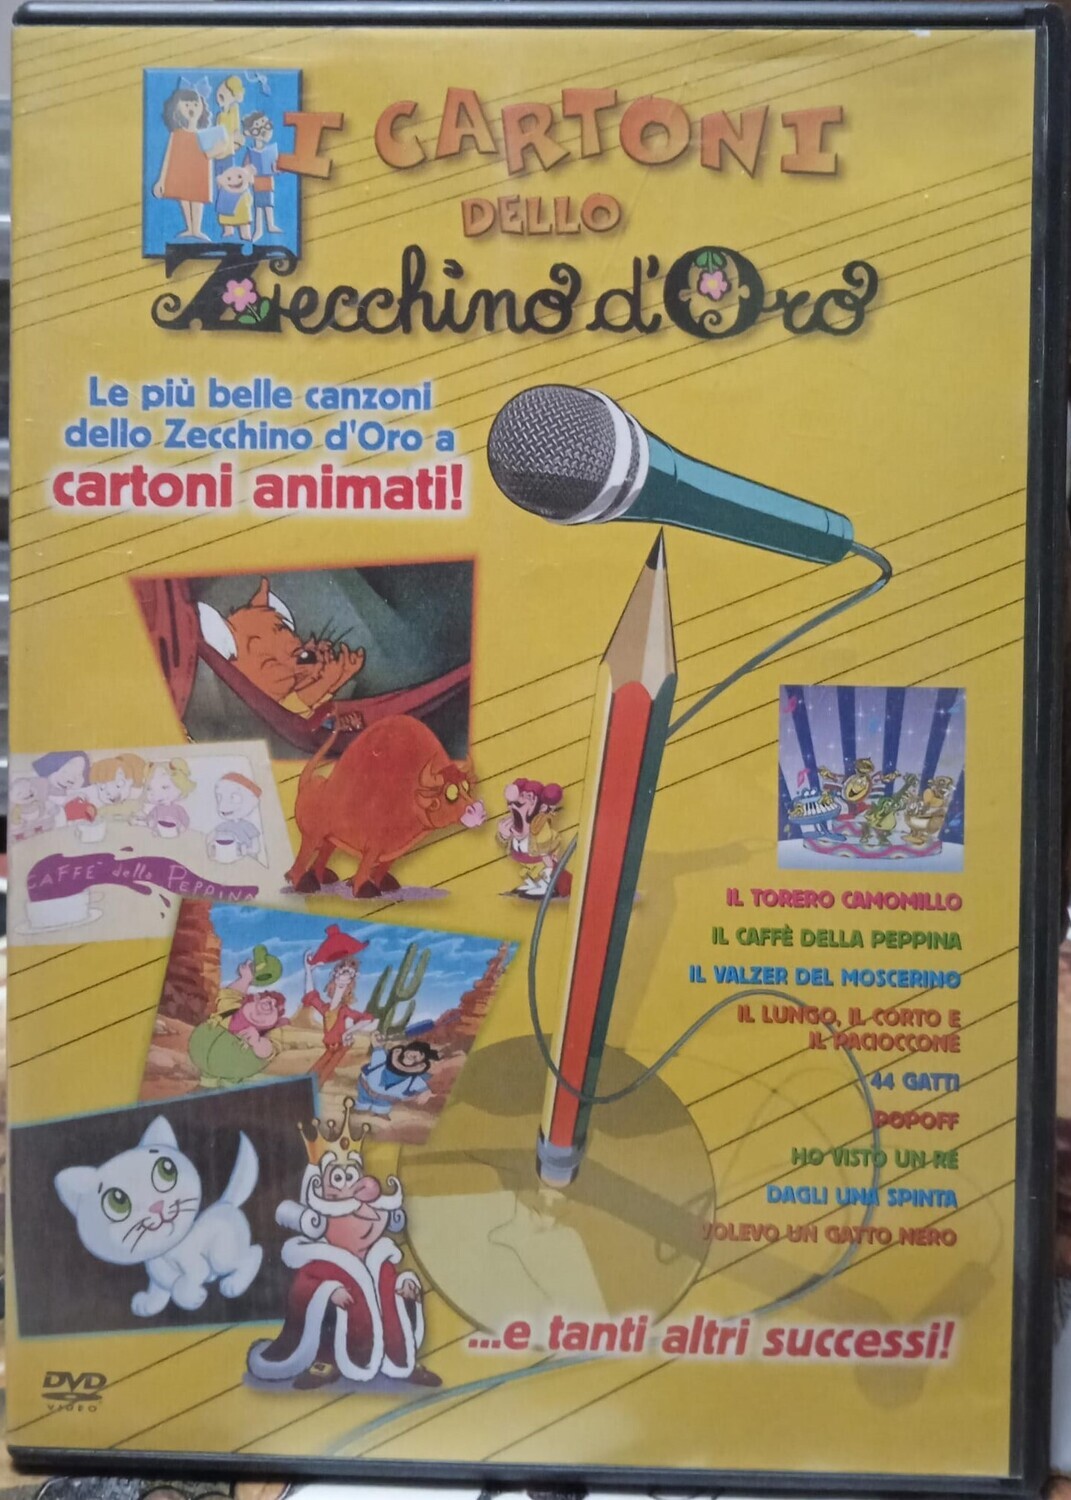 I CARTONI
DELLO
Zecchino d'Oro
Le più belle canzoni
dello Zecchino d'Oro a
cartoni animati!
CAFFÈ della PEPPINA
IL TORERO CAMOMILLO
IL CAFFÈ DELLA PEPPINA
IL VALZER DEL MOSCERINO
IL LUNGO, IL CORTO E
IL PACIOCCONE
44 GATTI
POPOFF
HO VISTO UN RE
DAGLI UNA SPINTA
VOLEVO UN GATTO NERO
...e tanti altri successi!
DVD
VIDEO